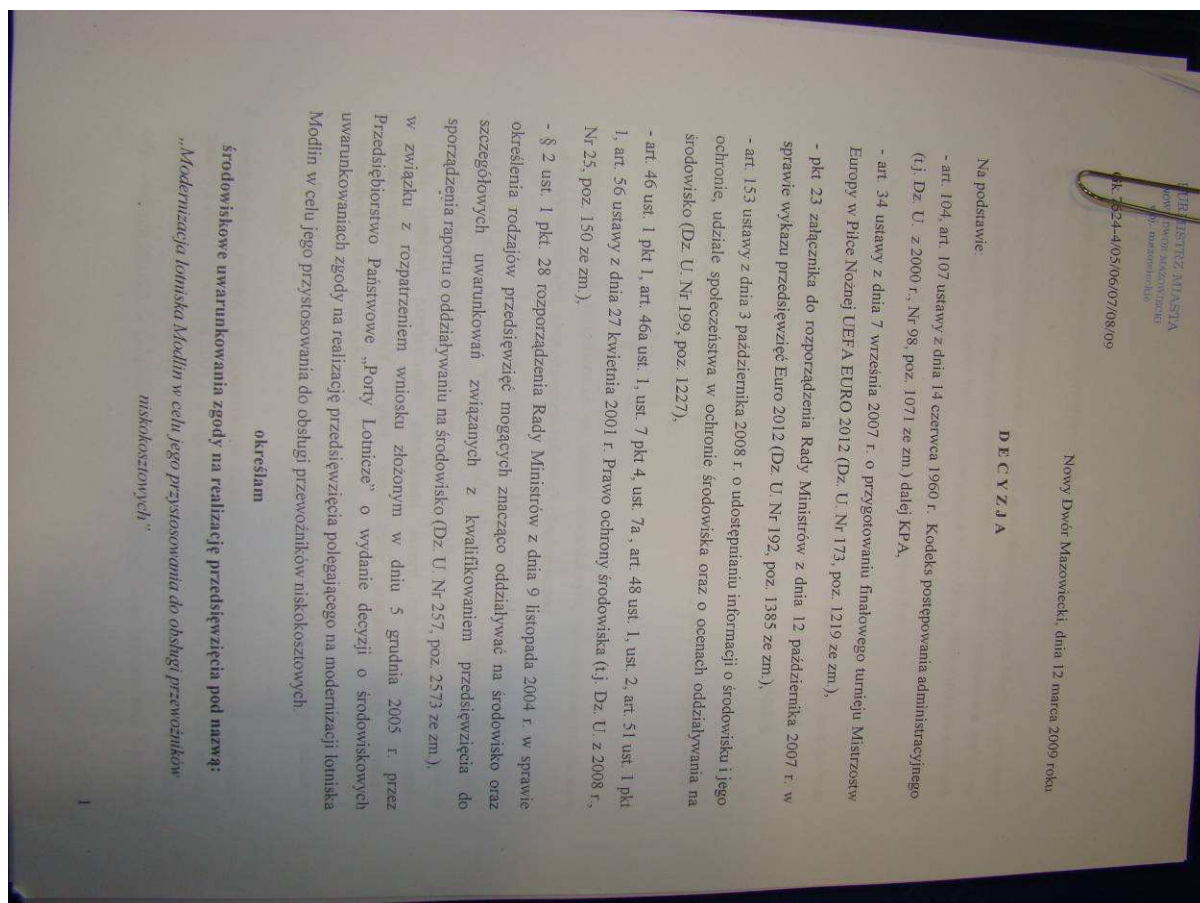 BURMISTRZ MIASTA
NOWY DWÓR MAZOWIECKI
woj. mazowieckie
7624-4/05/06/07/08/09
Nowy Dwór Mazowiecki, dnia 12 marca 2009 roku
D E C Y Z J A
Na podstawie:
- art. 104, art. 107 ustawy z dnia 14 czerwca 1960 r. Kodeks postępowania administracyjnego
(t.j. Dz. U. z 2000 r., Nr 98, poz. 1071 ze zm.) dalej KPA,
- art. 34 ustawy z dnia 7 września 2007 r. o przygotowaniu finałowego turnieju Mistrzostw
Europy w Piłce Nożnej UEFA EURO 2012 (Dz. U. Nr 173, poz. 1219 ze zm.),
- pkt 23 załącznika do rozporządzenia Rady Ministrów z dnia 12 października 2007 r. w
sprawie wykazu przedsięwzięć Euro 2012 (Dz. U. Nr 192, poz. 1385 ze zm.),
- art. 153 ustawy z dnia 3 października 2008 r. o udostępnianiu informacji o środowisku i jego
ochronie, udziale społeczeństwa w ochronie środowiska oraz o ocenach oddziaływania na
środowisko (Dz. U. Nr 199, poz. 1227),
- art. 46 ust. 1 pkt 1, art. 46a ust. 1, ust. 7 pkt 4, ust. 7a , art. 48 ust. 1, ust. 2, art. 51 ust. 1 pkt
1, art. 56 ustawy z dnia 27 kwietnia 2001 r. Prawo ochrony środowiska (t.j. Dz. U. z 2008 r.,
Nr 25, poz. 150 ze zm.),
- § 2 ust. 1 pkt. 28 rozporządzenia Rady Ministrów z dnia 9 listopada 2004 r. w sprawie
określenia rodzajów przedsięwzięć mogących znacząco oddziaływać na środowisko oraz
szczegółowych uwarunkowań związanych z kwalifikowaniem przedsięwzięcia do
sporządzenia raportu o oddziaływaniu na środowisko (Dz. U. Nr 257, poz. 2573 ze zm.),
w związku z rozpatrzeniem wniosku złożonym w dniu 5 grudnia 2005 r. przez
Przedsiębiorstwo Państwowe „Porty Lotnicze" o wydanie decyzji o środowiskowych
uwarunkowaniach zgody na realizację przedsięwzięcia polegającego na modernizacji lotniska
Modlin w celu jego przystosowania do obsługi przewoźników niskokosztowych.
określam
środowiskowe uwarunkowania zgody na realizację przedsięwzięcia pod nazwą:
„Modernizacja lotniska Modlin w celu jego przystosowania do obsługi przewoźników
niskokosztowych"
1